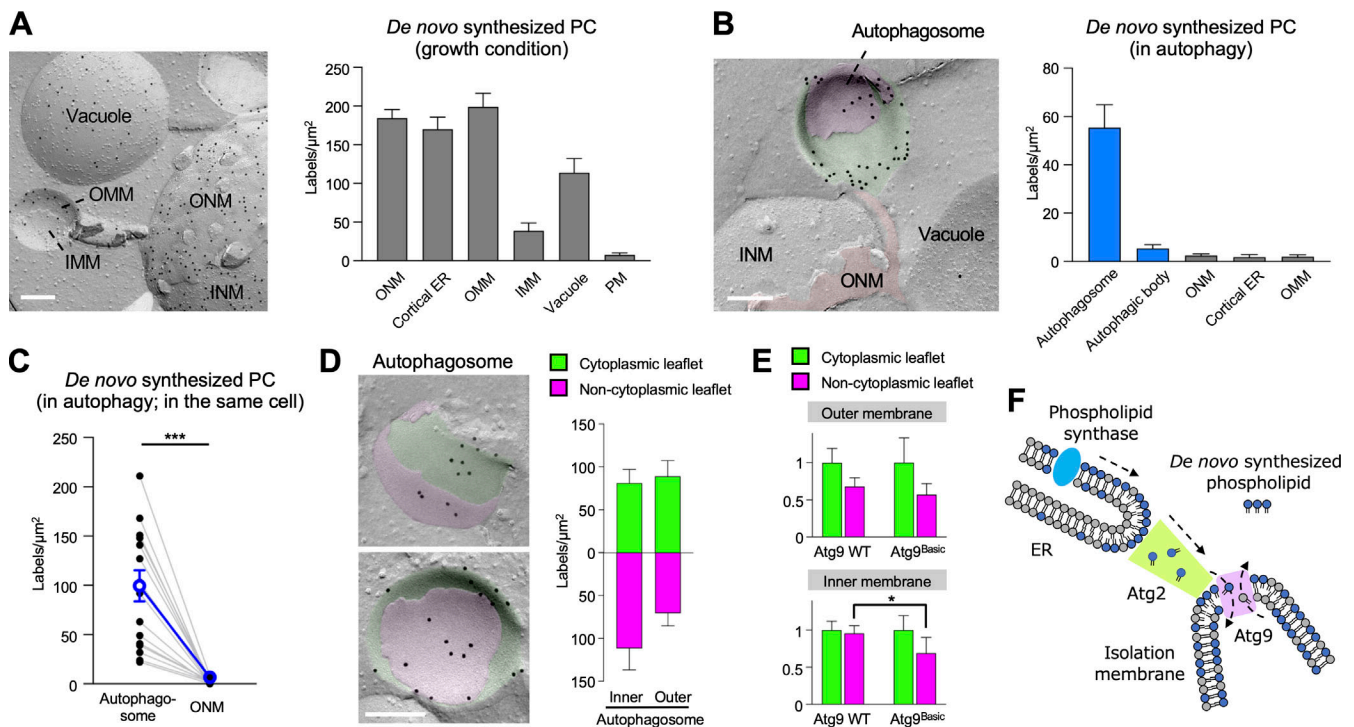 A
Vacuole
OMM
ONM
IMM
INM
De novo synthesized PC
(growth condition)
Labels/µm²
200
150
100
50
0
ONM
Cortical ER
OMM
IMM
Vacuole
PM
B
Autophagosome
INM
ONM
Vacuole
De novo synthesized PC
(in autophagy)
Labels/µm²
80
60
40
20
0
Autophagosome
Autophagic body
ONM
Cortical ER
OMM
C
De novo synthesized PC
(in autophagy; in the same cell)
***
Labels/µm²
250
200
150
100
50
0
Autophago-
some
ONM
D
Autophagosome
Cytoplasmic leaflet
Non-cytoplasmic leaflet
Labels/µm²
150
100
50
0
50
100
150
Inner
Outer
Autophagosome
E
Cytoplasmic leaflet
Non-cytoplasmic leaflet
Outer membrane
1
0.5
Atg9 WT
Atg9Basic
Inner membrane
*
1
0.5
Atg9 WT
Atg9Basic
F
Phospholipid
synthase
De novo synthesized
phospholipid
ER
Atg2
Atg9
Isolation
membrane